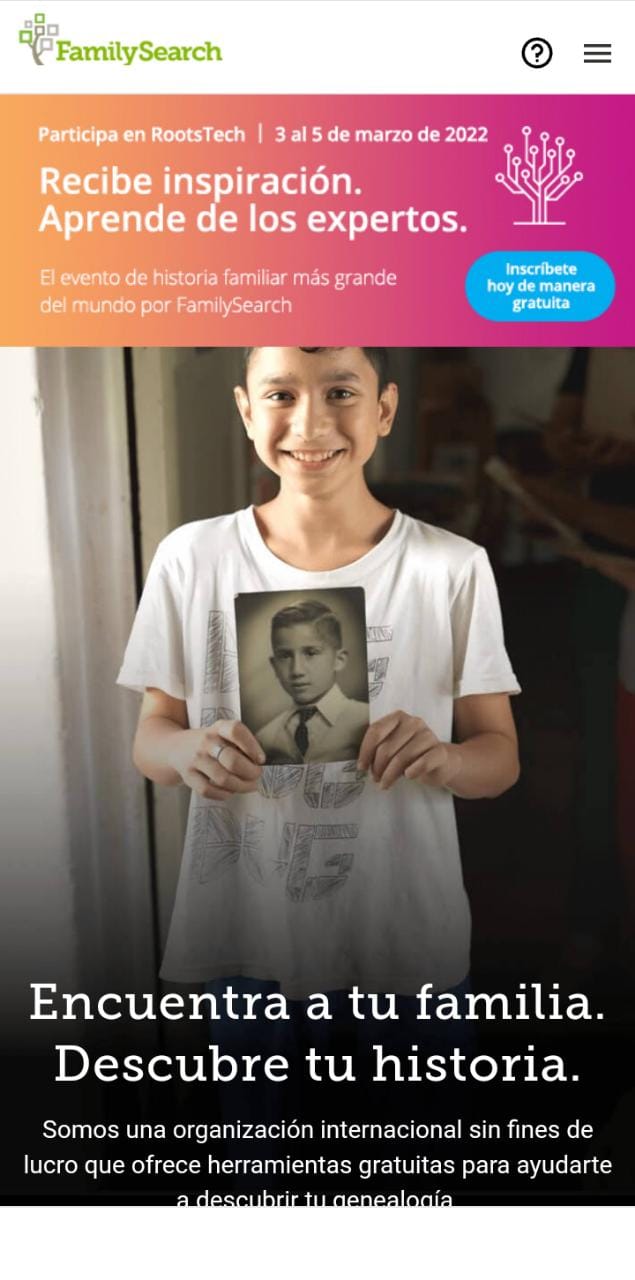 FamilySearch
Participa en RootsTech | 3 al 5 de marzo de 2022
Recibe inspiración.
Aprende de los expertos.
El evento de historia familiar más grande
del mundo por FamilySearch
Inscríbete
hoy de manera
gratuita
Encuentra a tu familia.
Descubre tu historia.
Somos una organización internacional sin fines de
lucro que ofrece herramientas gratuitas para ayudarte
a descubrir tu genealogía